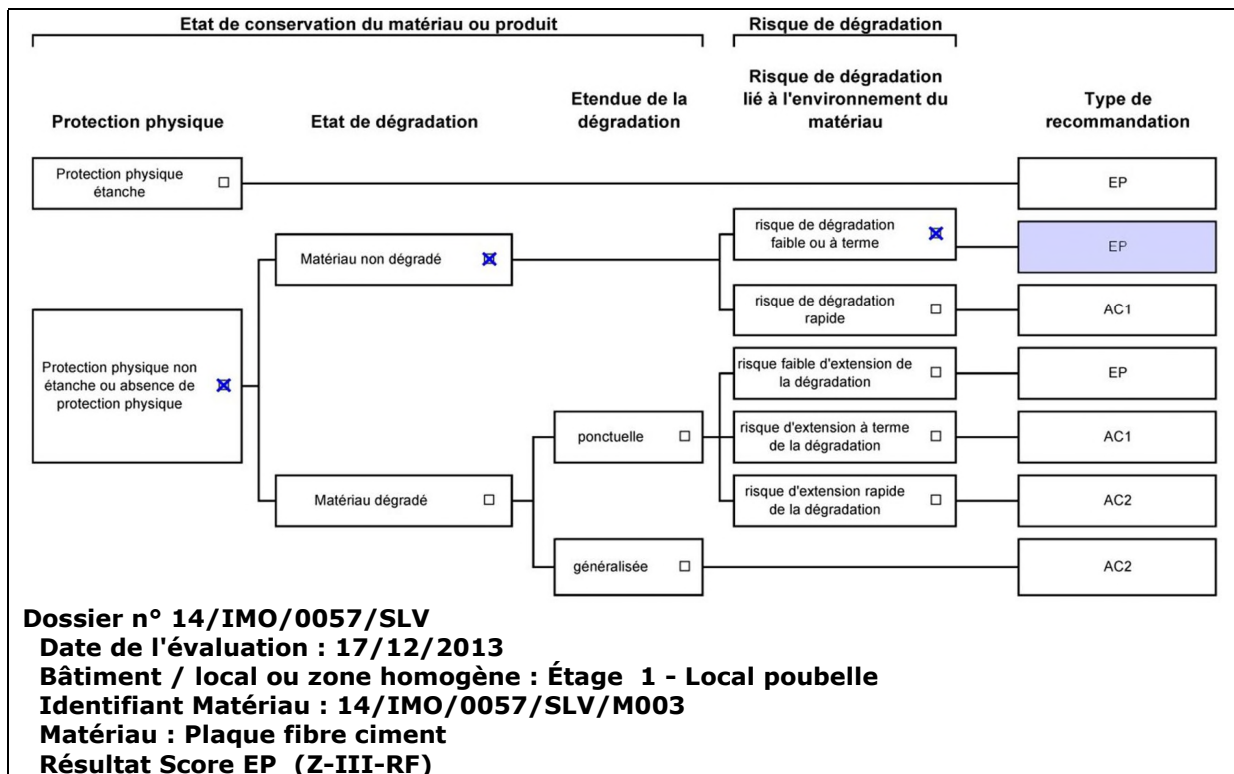 Etat de conservation du matériau ou produit
Risque de dégradation
Protection physique
Etat de dégradation
Etendue de la
dégradation
Risque de dégradation
lié à l'environnement du
matériau
Type de
recommandation
Protection physique
étanche
EP
risque de dégradation
faible ou à terme
EP
Matériau non dégradé
risque de dégradation
rapide
AC1
Protection physique non
étanche ou absence de
protection physique
risque faible d'extension de
la dégradation
EP
ponctuelle
risque d'extension à terme
de la dégradation
AC1
Matériau dégradé
risque d'extension rapide
de la dégradation
AC2
généralisée
AC2
Dossier n° 14/IMO/0057/SLV
Date de l'évaluation : 17/12/2013
Bâtiment / local ou zone homogène : Étage 1 - Local poubelle
Identifiant Matériau : 14/IMO/0057/SLV/M003
Matériau : Plaque fibre ciment
Résultat Score EP (Z-III-RF)